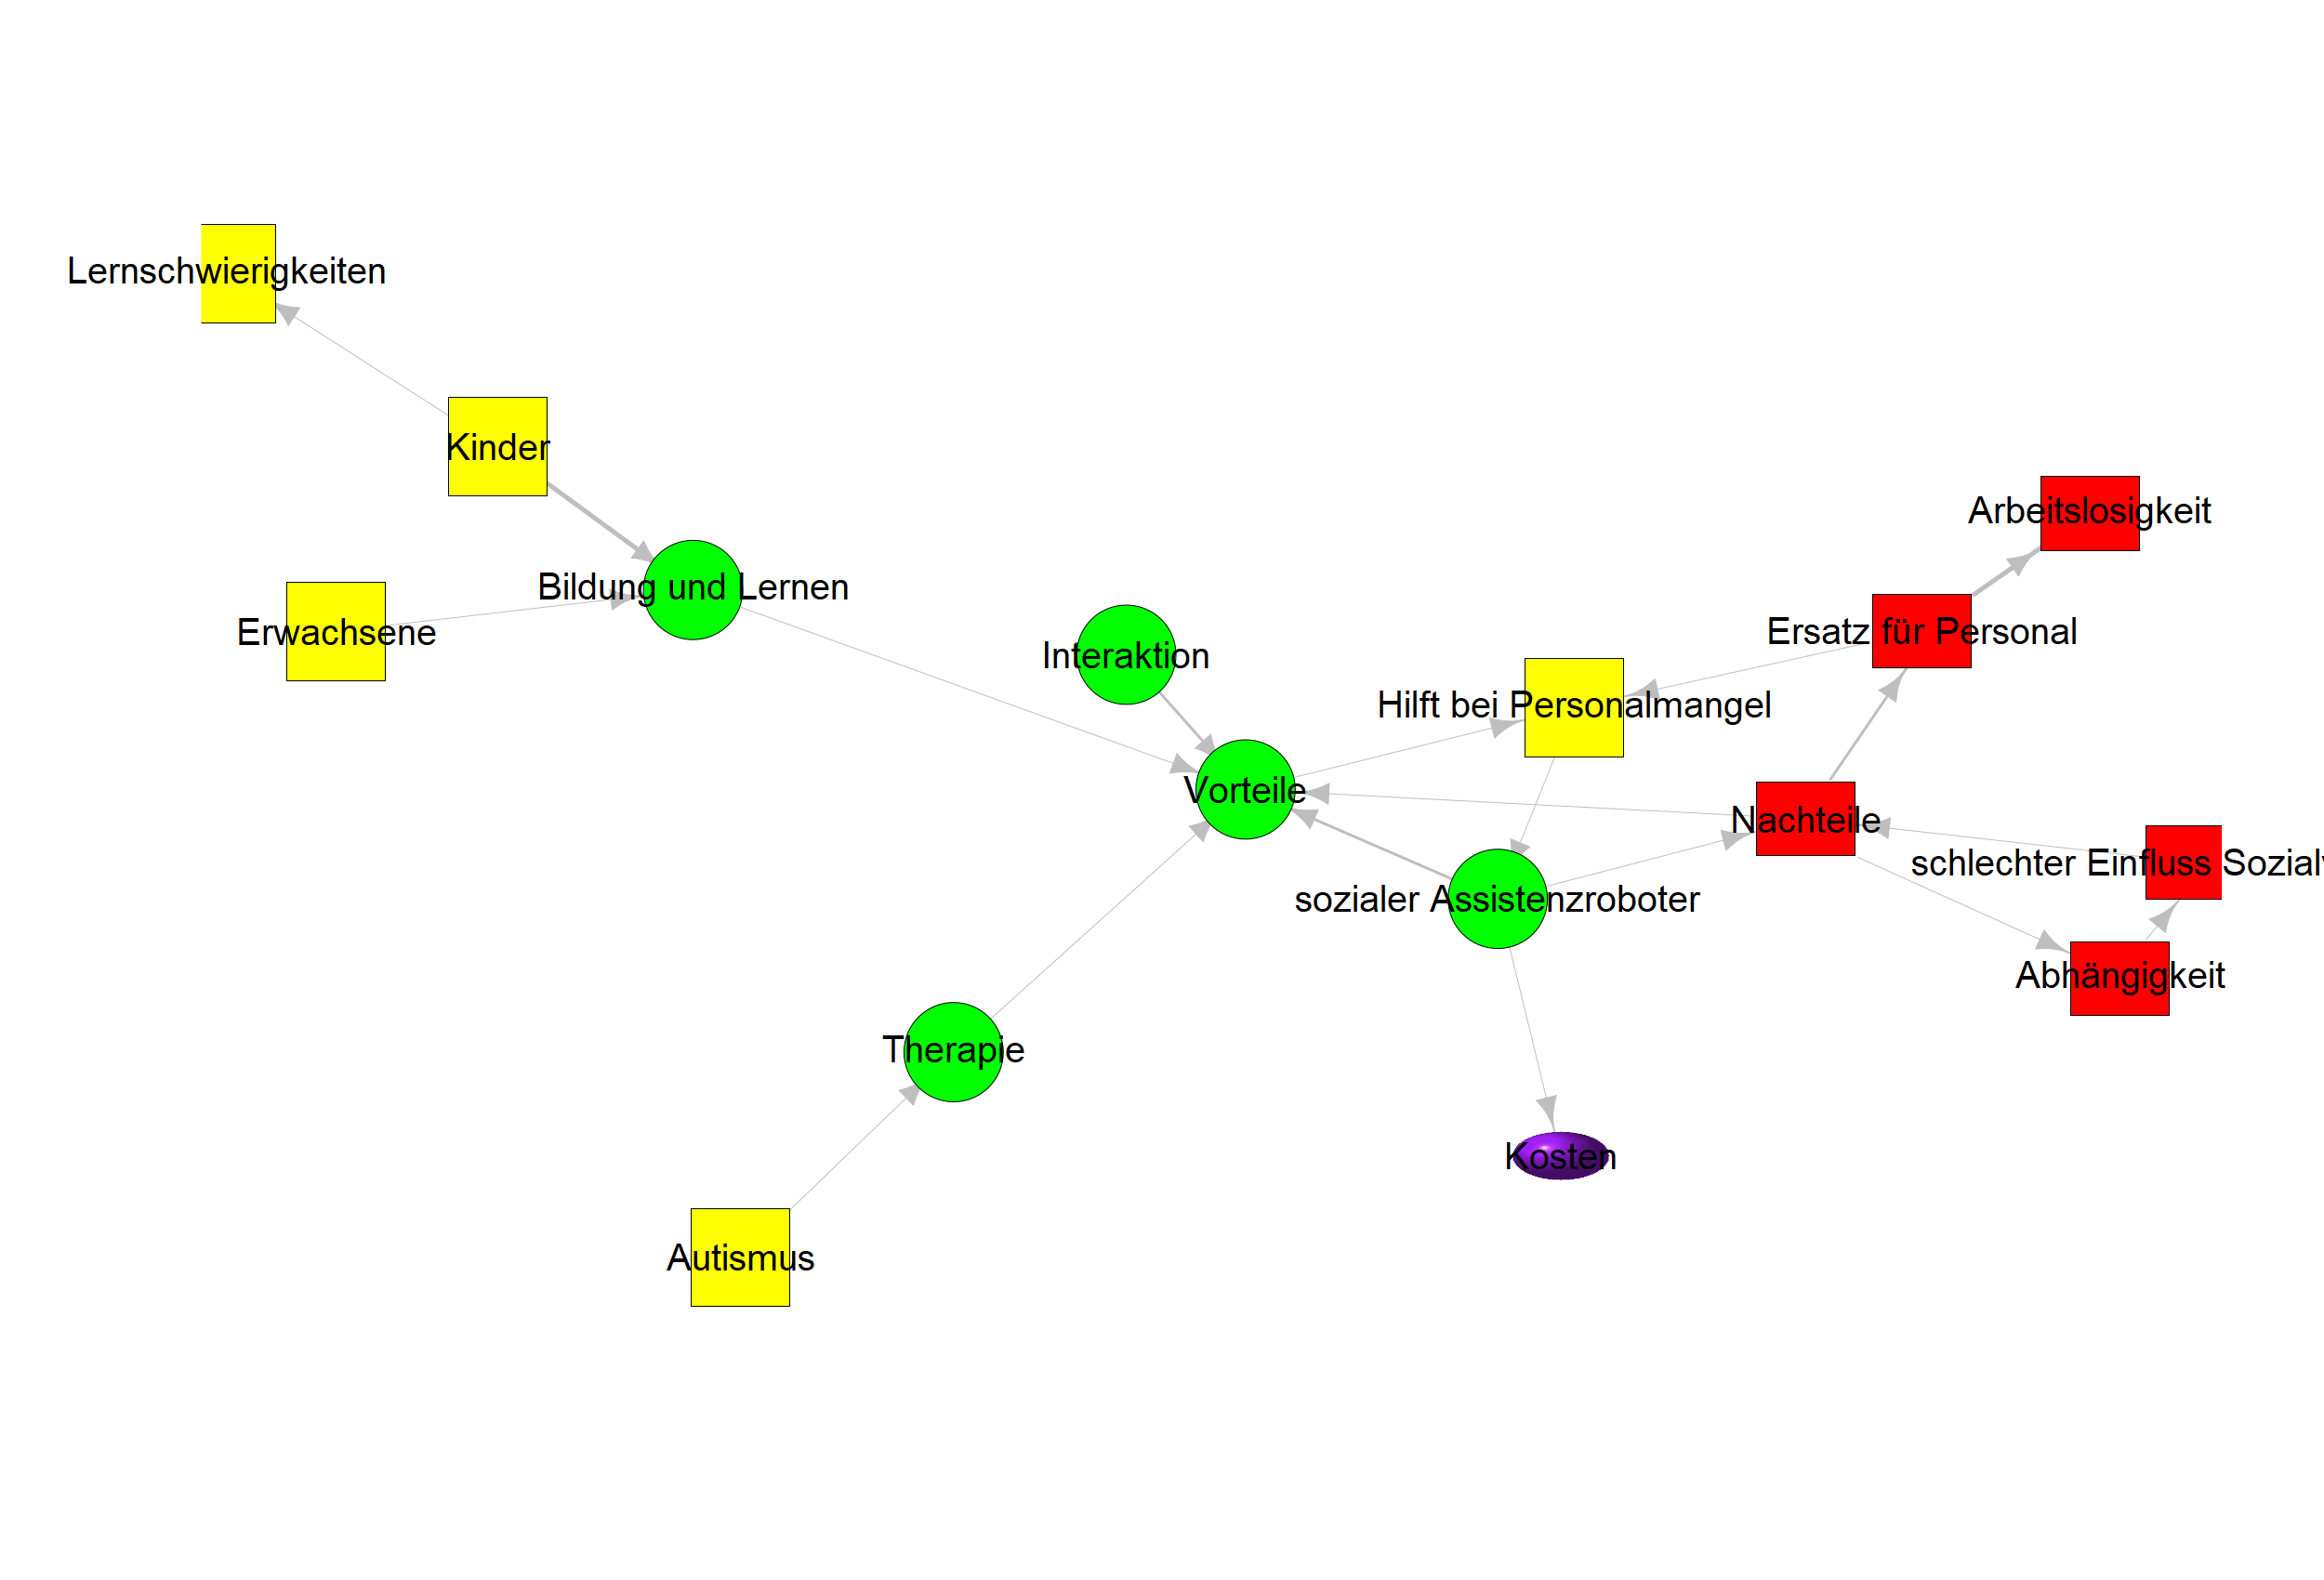 Lernschwierigkeiten
Kinder
Arbeitslosigkeit
Bildung und Lernen
Erwachsene
Interaktion
Ersatz für Personal
Hilft bei Personalmangel
Vorteile
Nachteile
schlechter Einfluss
sozialer Assistenzroboter
Abhängigkeit
Therapie
Kosten
Autismus